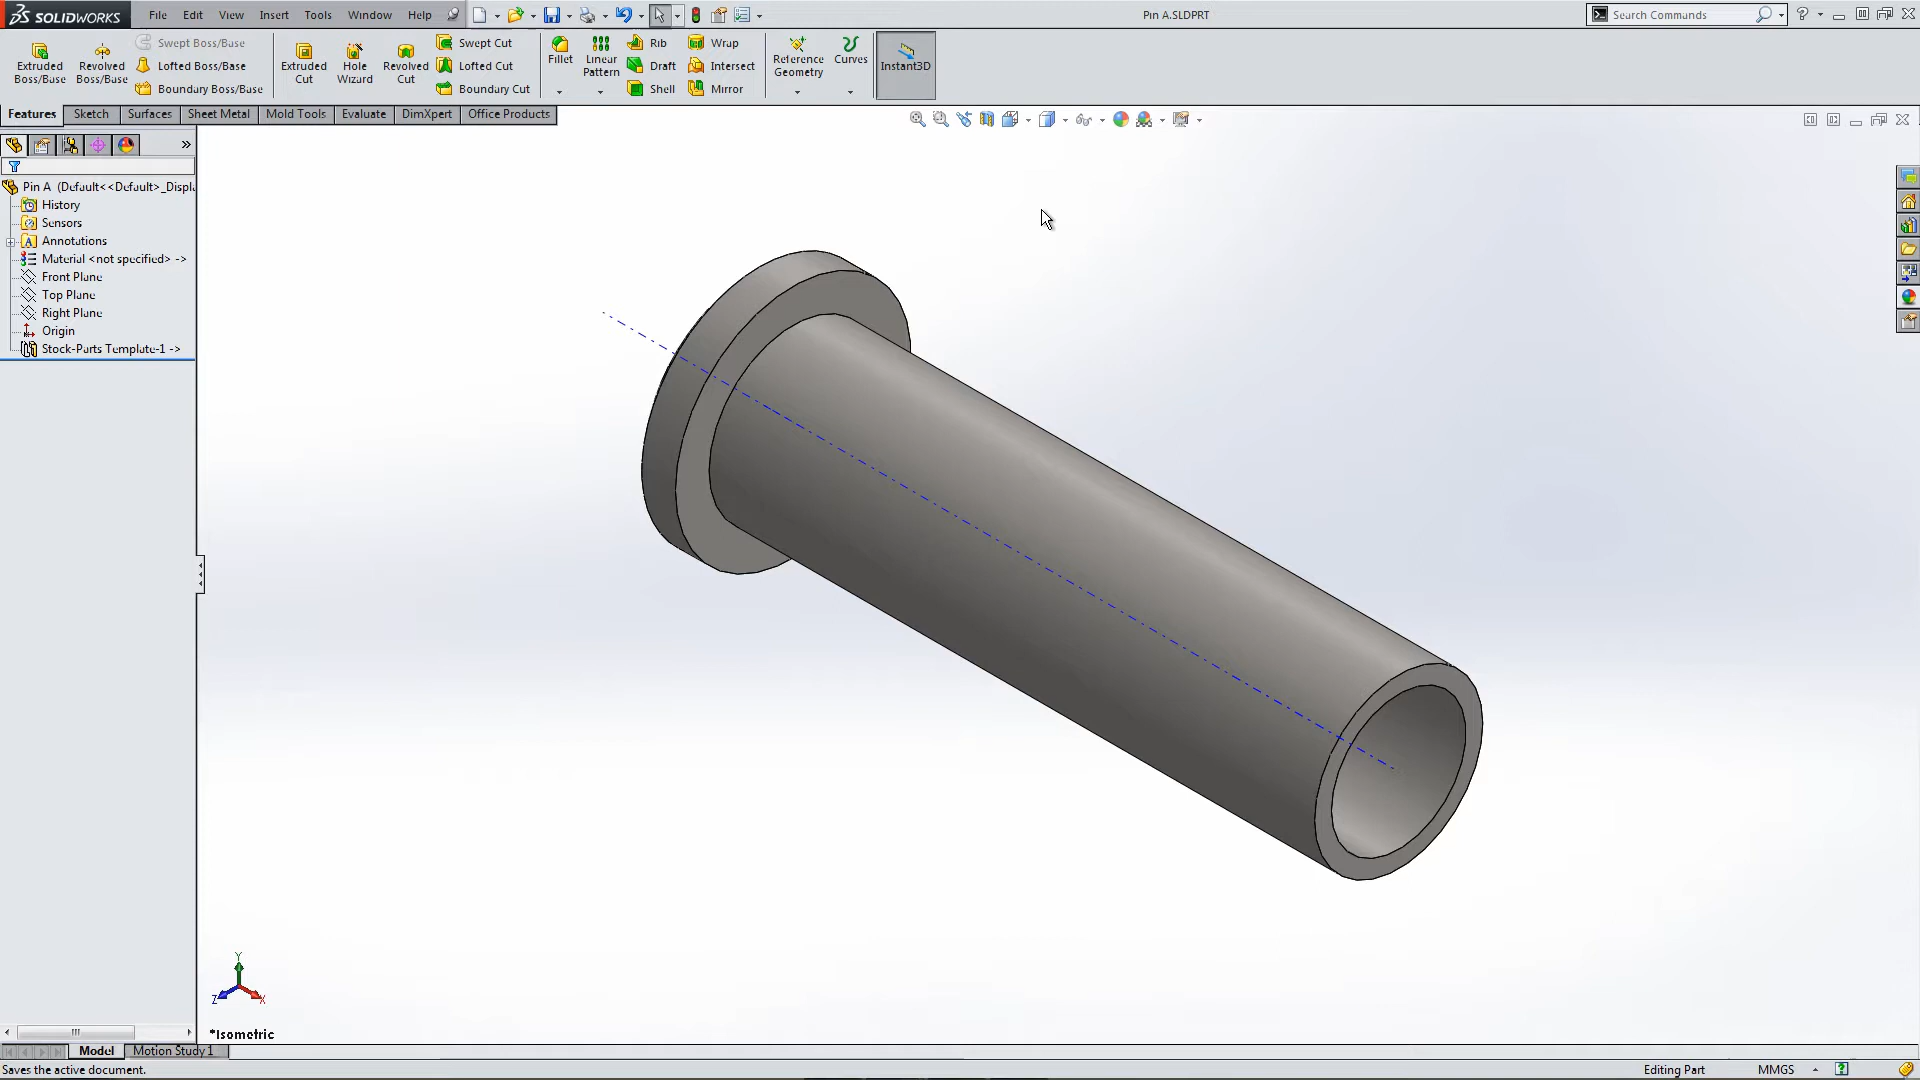 SOLIDWORKS File Edit View Insert Tools Window Help Pin A.SLDPRT Search Commands
Extruded Boss/Base
Revolved Boss/Base
Swept Boss/Base
Lofted Boss/Base
Boundary Boss/Base
Extruded Cut
Hole Wizard
Revolved Cut
Swept Cut
Lofted Cut
Boundary Cut
Fillet
Linear Pattern
Rib
Draft
Shell
Wrap
Intersect
Mirror
Reference Geometry
Curves
Instant3D
Features Sketch Surfaces Sheet Metal Mold Tools Evaluate DimXpert Office Products
Pin A (Default<<Default>_Displa
History
Sensors
Annotations
Material <not specified> ->
Front Plane
Top Plane
Right Plane
Origin
Stock-Parts Template-1 ->
Y
Z X
*Isometric
Model Motion Study 1
Saves the active document. Editing Part MMGS